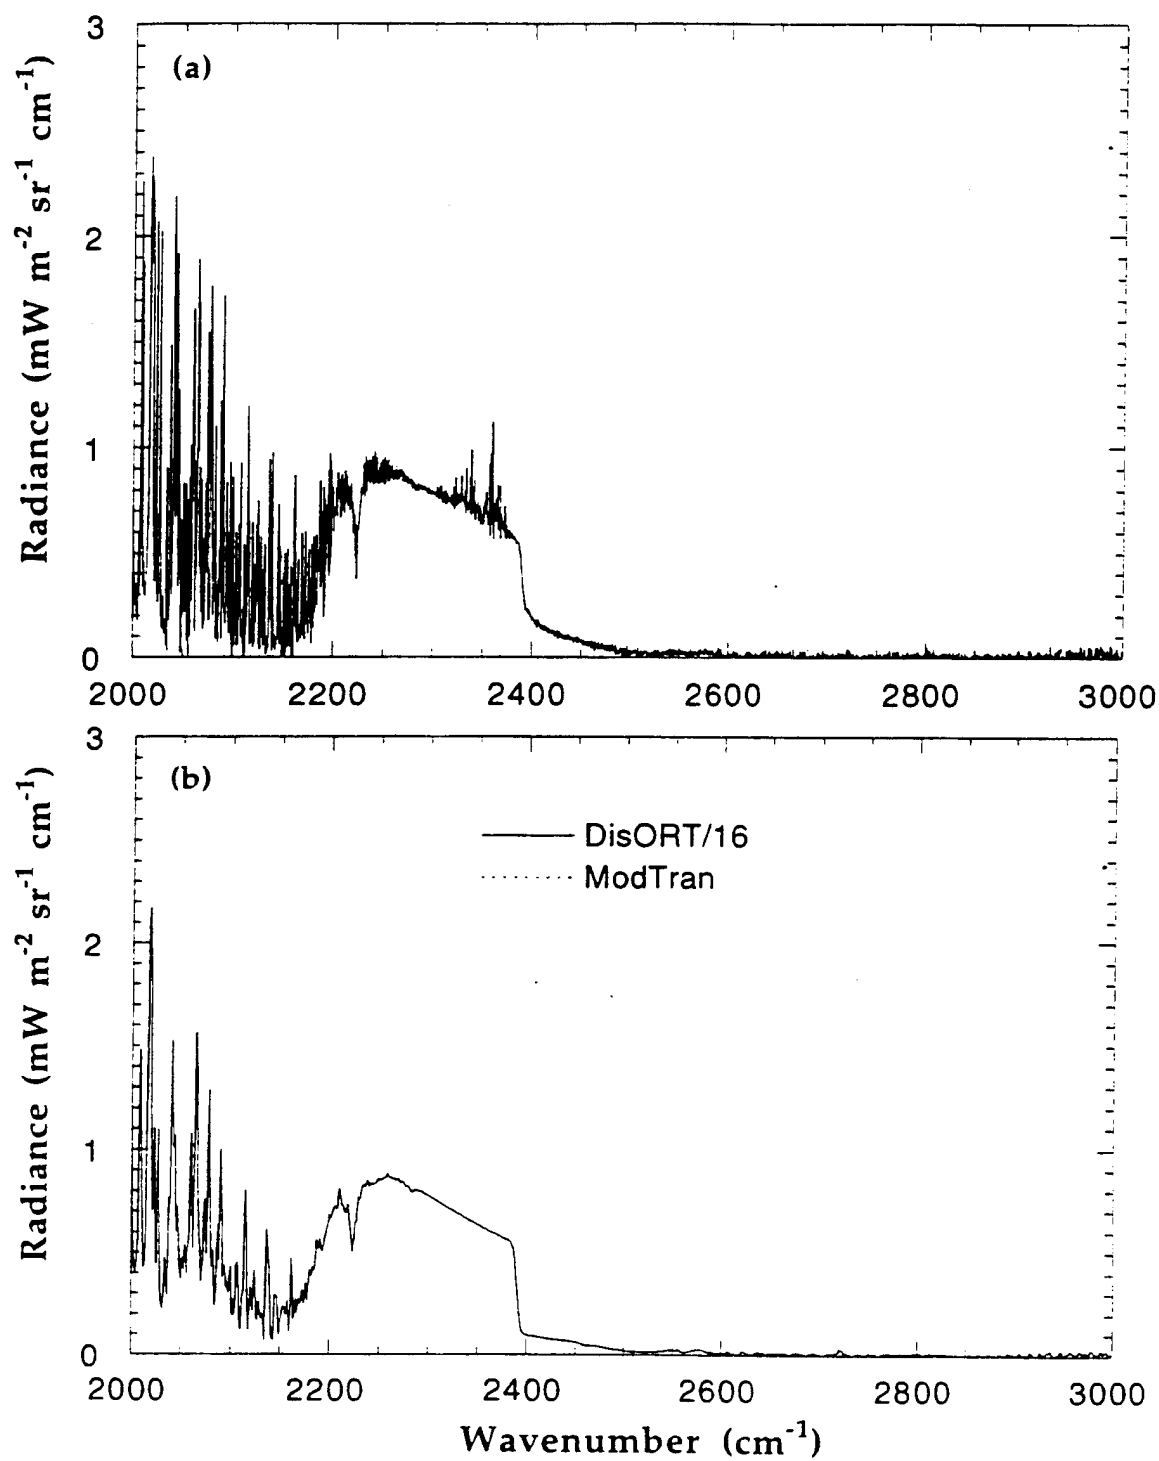 3
(a)
2
1
0
Radiance (mW m-2 sr-1 cm-1)
2000 2200 2400 2600 2800 3000
3
(b)
DisORT/16
ModTran
2
1
0
Radiance (mW m-2 sr-1 cm-1)
2000 2200 2400 2600 2800 3000
Wavenumber (cm-1)